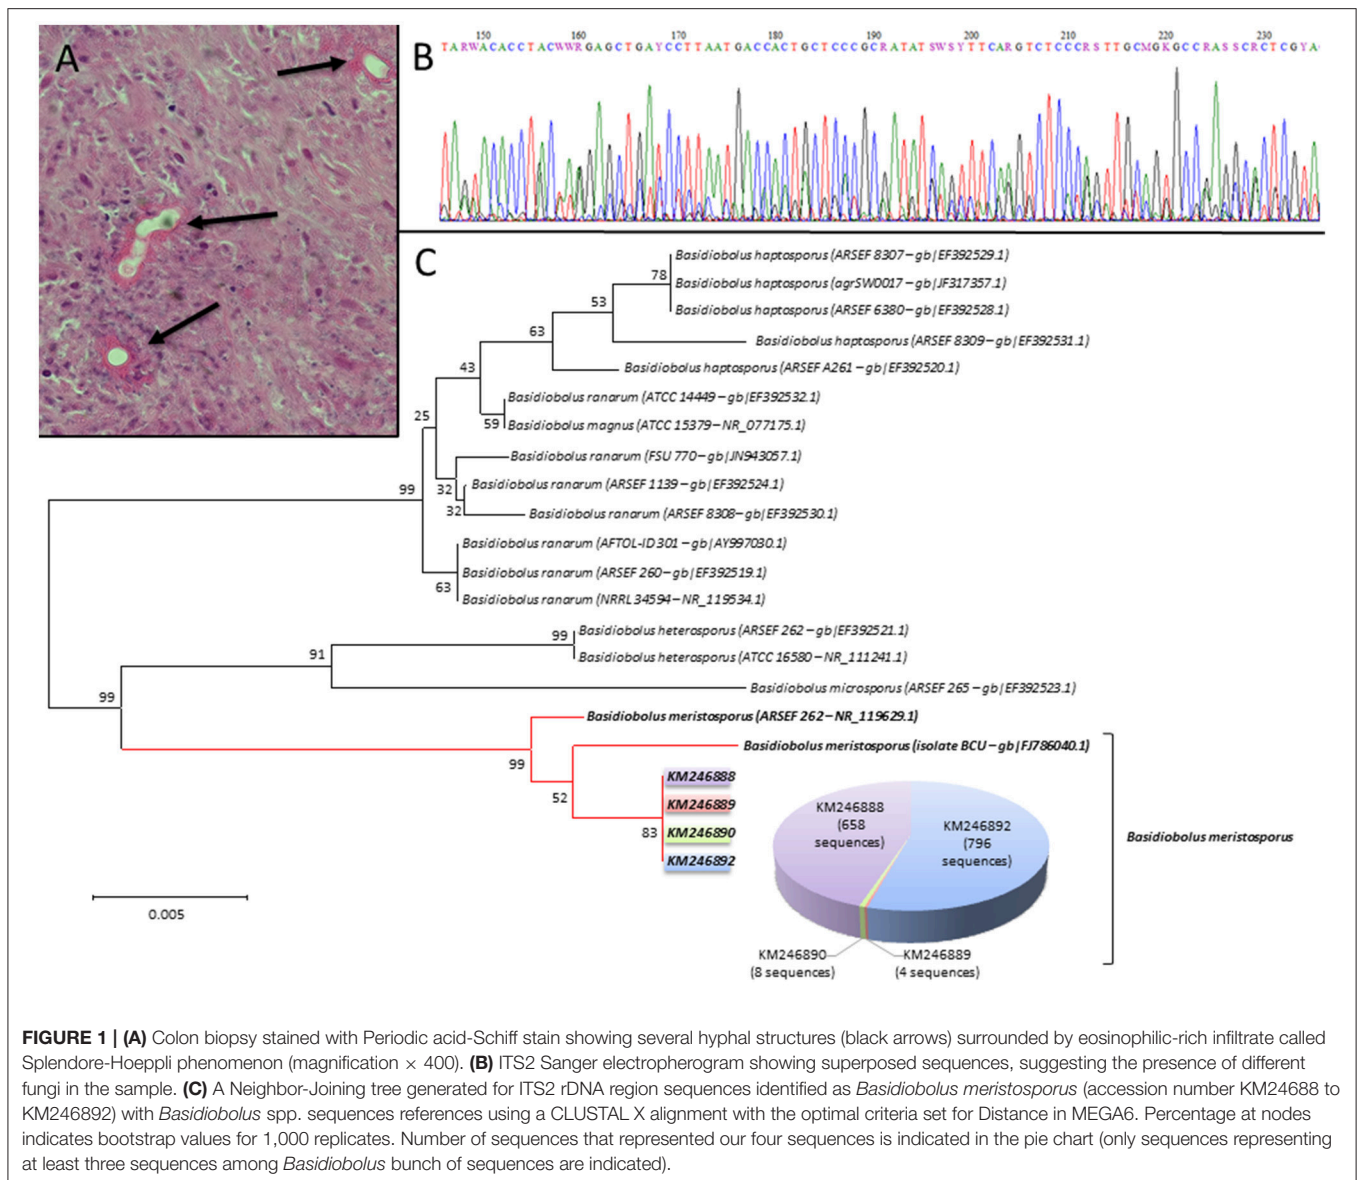 A
B
150 160 170 180 190 200 210 220 230
TARWACACCTACWWRGAGCTGAYCCTTAATGACCACTGCTCCCGCRATATSWSYTTCARGTCTCCCRSTTGCMGKGCCRASSCRCTCGYA
C
Basidiobolus haptosporus (ARSEF 8307–gb|EF392529.1)
78
Basidiobolus haptosporus (agrSW0017–gb|JF317357.1)
53
Basidiobolus haptosporus (ARSEF 6380–gb|EF392528.1)
63
Basidiobolus haptosporus (ARSEF 8309–gb|EF392531.1)
Basidiobolus haptosporus (ARSEF A261–gb|EF392520.1)
43
Basidiobolus ranarum (ATCC 14449–gb|EF392532.1)
25
59
Basidiobolus magnus (ATCC 15379–NR_077175.1)
Basidiobolus ranarum (FSU 770–gb|JN943057.1)
99
32
Basidiobolus ranarum (ARSEF 1139–gb|EF392524.1)
32
Basidiobolus ranarum (ARSEF 8308–gb|EF392530.1)
Basidiobolus ranarum (AFTOL-ID 301–gb|AY997030.1)
Basidiobolus ranarum (ARSEF 260–gb|EF392519.1)
63
Basidiobolus ranarum (NRRL 34594–NR_119534.1)
Basidiobolus heterosporus (ARSEF 262–gb|EF392521.1)
99
91
Basidiobolus heterosporus (ATCC 16580–NR_111241.1)
Basidiobolus microsporus (ARSEF 265–gb|EF392523.1)
99
Basidiobolus meristosporus (ARSEF 262–NR_119629.1)
Basidiobolus meristosporus (isolate BCU–gb|FJ786040.1)
99
KM246888
52
KM246889
83
KM246890
KM246892
KM246888
(658
sequences)
KM246892
(796
sequences)
Basidiobolus meristosporus
KM246890
(8 sequences)
KM246889
(4 sequences)
0.005
FIGURE 1 | (A) Colon biopsy stained with Periodic acid-Schiff stain showing several hyphal structures (black arrows) surrounded by eosinophilic-rich infiltrate called
Splendore-Hoeppli phenomenon (magnification × 400). (B) ITS2 Sanger electropherogram showing superposed sequences, suggesting the presence of different
fungi in the sample. (C) A Neighbor-Joining tree generated for ITS2 rDNA region sequences identified as Basidiobolus meristosporus (accession number KM24688 to
KM246892) with Basidiobolus spp. sequences references using a CLUSTAL X alignment with the optimal criteria set for Distance in MEGA6. Percentage at nodes
indicates bootstrap values for 1,000 replicates. Number of sequences that represented our four sequences is indicated in the pie chart (only sequences representing
at least three sequences among Basidiobolus bunch of sequences are indicated).